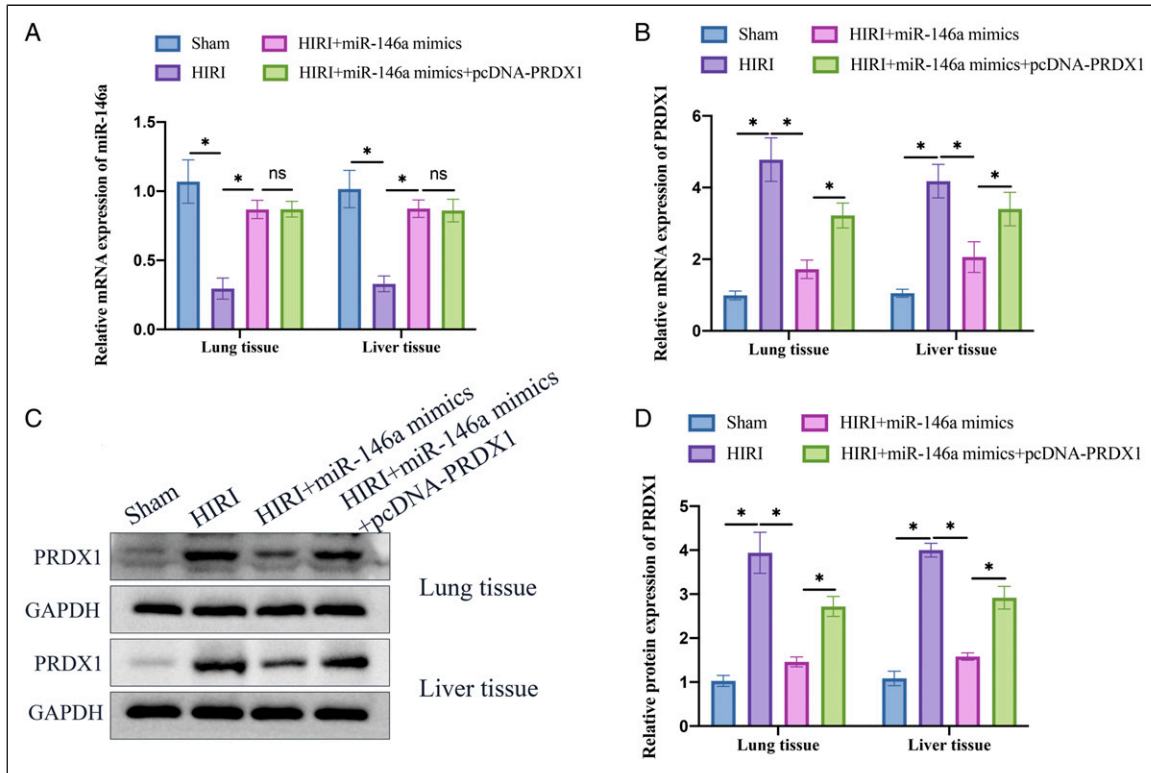 A
Sham
HIRI+miR-146a mimics
HIRI
HIRI+miR-146a mimics+pcDNA-PRDX1
Relative mRNA expression of miR-146a
1.5
1.0
0.5
0.0
*
*
ns
*
*
ns
Lung tissue
Liver tissue
B
Sham
HIRI+miR-146a mimics
HIRI
HIRI+miR-146a mimics+pcDNA-PRDX1
Relative mRNA expression of PRDX1
6
4
2
0
*
*
*
*
*
*
Lung tissue
Liver tissue
C
Sham
HIRI
HIRI+miR-146a mimics
HIRI+miR-146a mimics
+pcDNA-PRDX1
PRDX1
GAPDH
Lung tissue
PRDX1
GAPDH
Liver tissue
D
Sham
HIRI+miR-146a mimics
HIRI
HIRI+miR-146a mimics+pcDNA-PRDX1
Relative protein expression of PRDX1
5
4
3
2
1
0
*
*
*
*
*
*
Lung tissue
Liver tissue